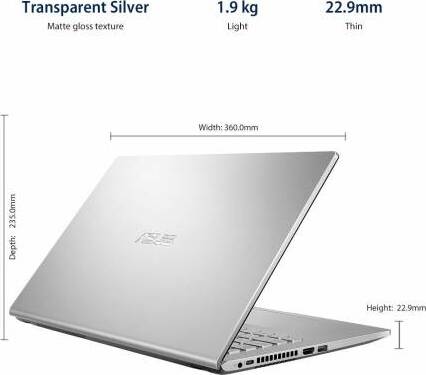 Transparent Silver
Matte gloss texture
1.9 kg
Light
22.9mm
Thin
Width: 360.0mm
Depth: 235.0mm
ASUS
Height: 22.9mm